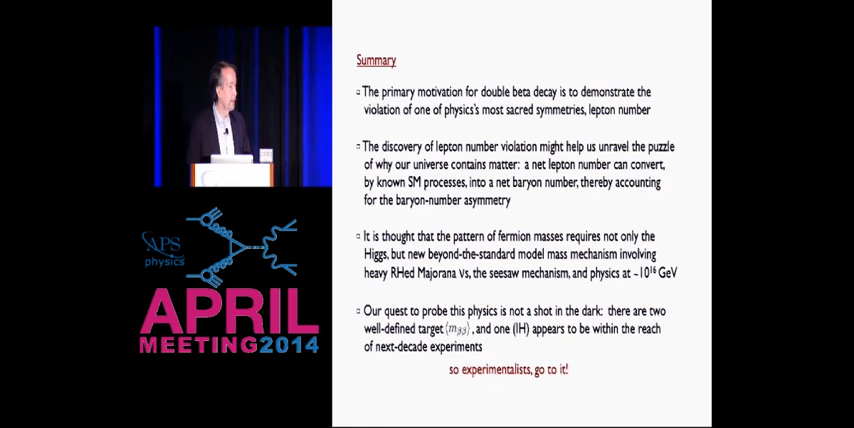 Summary
▫ The primary motivation for double beta decay is to demonstrate the
violation of one of physics's most sacred symmetries, lepton number
▫ The discovery of lepton number violation might help us unravel the puzzle
of why our universe contains matter: a net lepton number can convert,
by known SM processes, into a net baryon number, thereby accounting
for the baryon-number asymmetry
▫ It is thought that the pattern of fermion masses requires not only the
Higgs, but new beyond-the-standard model mass mechanism involving
heavy RHed Majorana νs, the seesaw mechanism, and physics at ~10¹⁶ GeV
▫ Our quest to probe this physics is not a shot in the dark: there are two
well-defined target ⟨m_ββ⟩, and one (IH) appears to be within the reach
of next-decade experiments
so experimentalists, go to it!
APS
physics
APRIL
MEETING2014